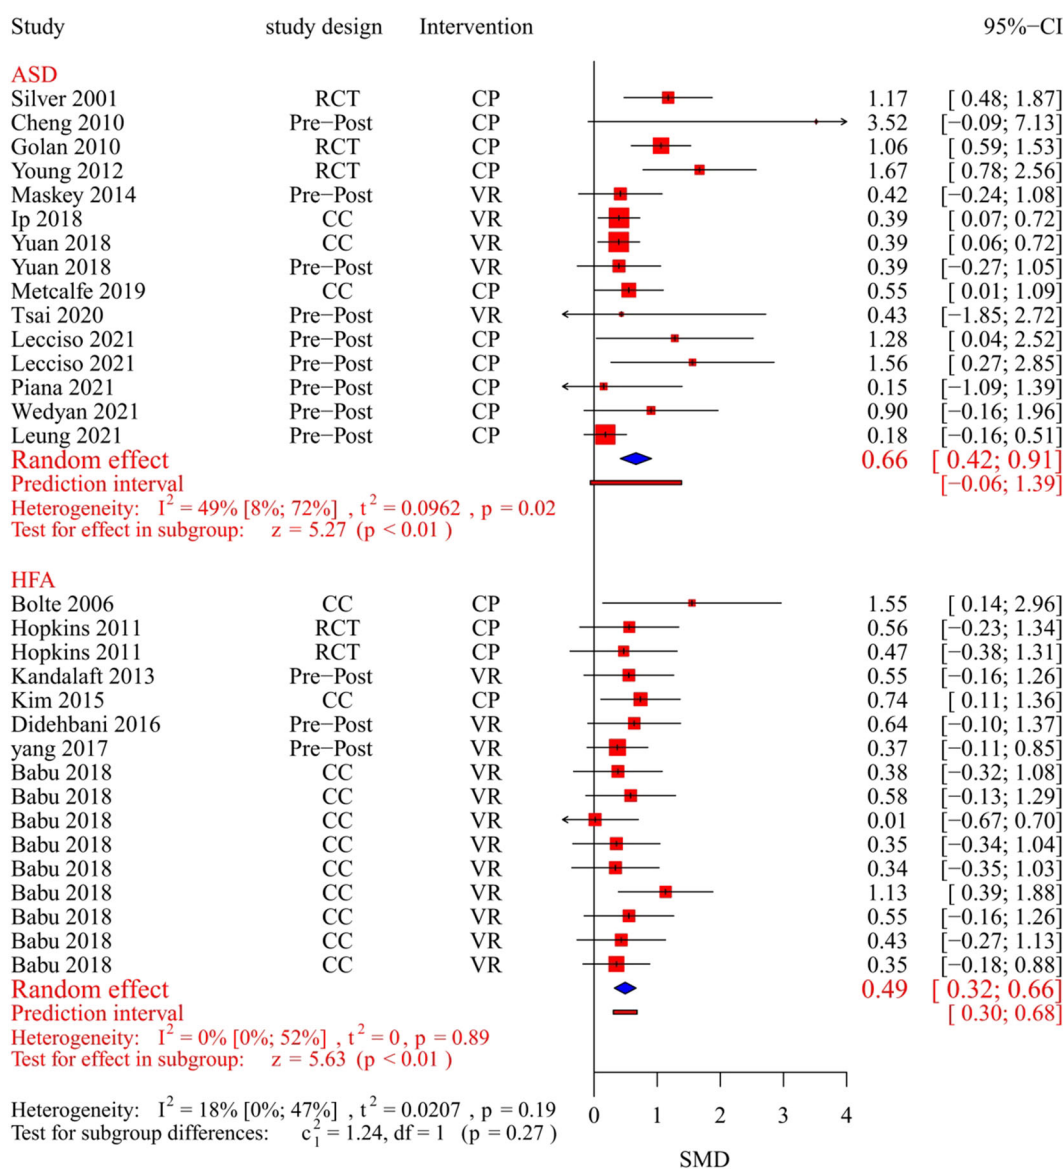 Study study design Intervention 95%−CI
ASD
Silver 2001 RCT CP 1.17 [ 0.48; 1.87]
Cheng 2010 Pre−Post CP 3.52 [−0.09; 7.13]
Golan 2010 RCT CP 1.06 [ 0.59; 1.53]
Young 2012 RCT CP 1.67 [ 0.78; 2.56]
Maskey 2014 Pre−Post VR 0.42 [−0.24; 1.08]
Ip 2018 CC VR 0.39 [ 0.07; 0.72]
Yuan 2018 CC VR 0.39 [ 0.06; 0.72]
Yuan 2018 Pre−Post VR 0.39 [−0.27; 1.05]
Metcalfe 2019 CC CP 0.55 [ 0.01; 1.09]
Tsai 2020 Pre−Post VR 0.43 [−1.85; 2.72]
Lecciso 2021 Pre−Post CP 1.28 [ 0.04; 2.52]
Lecciso 2021 Pre−Post CP 1.56 [ 0.27; 2.85]
Piana 2021 Pre−Post CP 0.15 [−1.09; 1.39]
Wedyan 2021 Pre−Post CP 0.90 [−0.16; 1.96]
Leung 2021 Pre−Post CP 0.18 [−0.16; 0.51]
Random effect 0.66 [ 0.42; 0.91]
Prediction interval [−0.06; 1.39]
Heterogeneity: I² = 49% [8%; 72%] , t² = 0.0962 , p = 0.02
Test for effect in subgroup: z = 5.27 (p < 0.01 )
HFA
Bolte 2006 CC CP 1.55 [ 0.14; 2.96]
Hopkins 2011 RCT CP 0.56 [−0.23; 1.34]
Hopkins 2011 RCT CP 0.47 [−0.38; 1.31]
Kandalaft 2013 Pre−Post VR 0.55 [−0.16; 1.26]
Kim 2015 CC CP 0.74 [ 0.11; 1.36]
Didehbani 2016 Pre−Post VR 0.64 [−0.10; 1.37]
yang 2017 Pre−Post VR 0.37 [−0.11; 0.85]
Babu 2018 CC VR 0.38 [−0.32; 1.08]
Babu 2018 CC VR 0.58 [−0.13; 1.29]
Babu 2018 CC VR 0.01 [−0.67; 0.70]
Babu 2018 CC VR 0.35 [−0.34; 1.04]
Babu 2018 CC VR 0.34 [−0.35; 1.03]
Babu 2018 CC VR 1.13 [ 0.39; 1.88]
Babu 2018 CC VR 0.55 [−0.16; 1.26]
Babu 2018 CC VR 0.43 [−0.27; 1.13]
Babu 2018 CC VR 0.35 [−0.18; 0.88]
Random effect 0.49 [ 0.32; 0.66]
Prediction interval [ 0.30; 0.68]
Heterogeneity: I² = 0% [0%; 52%] , t² = 0 , p = 0.89
Test for effect in subgroup: z = 5.63 (p < 0.01 )
Heterogeneity: I² = 18% [0%; 47%] , t² = 0.0207 , p = 0.19
Test for subgroup differences: c²₁ = 1.24, df = 1 (p = 0.27 )
0 1 2 3 4
SMD